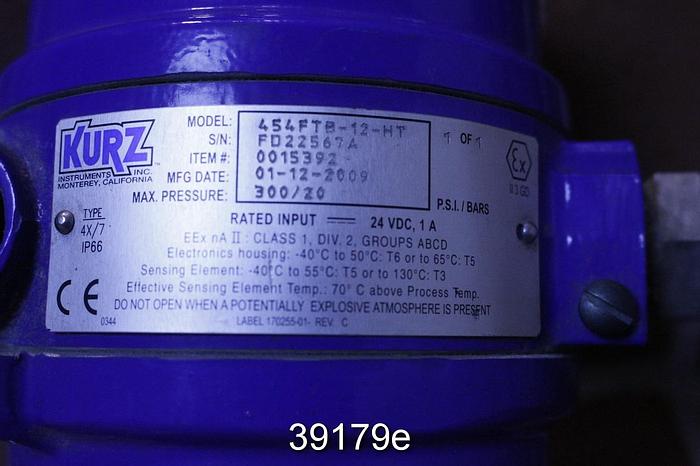 KURZ™
INSTRUMENTS INC.
MONTEREY, CALIFORNIA
TYPE
4X/7
IP66
CE
0344
MODEL: 454FTB-12-HT 1 OF 1
S/N: FD22567A
ITEM #: 0015392
MFG DATE: 01-12-2009
MAX. PRESSURE: 300/20 P.S.I. / BARS
Ex
II 3 GD
RATED INPUT 24 VDC, 1 A
EEx nA II : CLASS 1, DIV. 2, GROUPS ABCD
Electronics housing: -40°C to 50°C: T6 or to 65°C: T5
Sensing Element: -40°C to 55°C: T5 or to 130°C: T3
Effective Sensing Element Temp.: 70° C above Process Temp.
DO NOT OPEN WHEN A POTENTIALLY EXPLOSIVE ATMOSPHERE IS PRESENT
LABEL 170255-01- REV. C
39179e